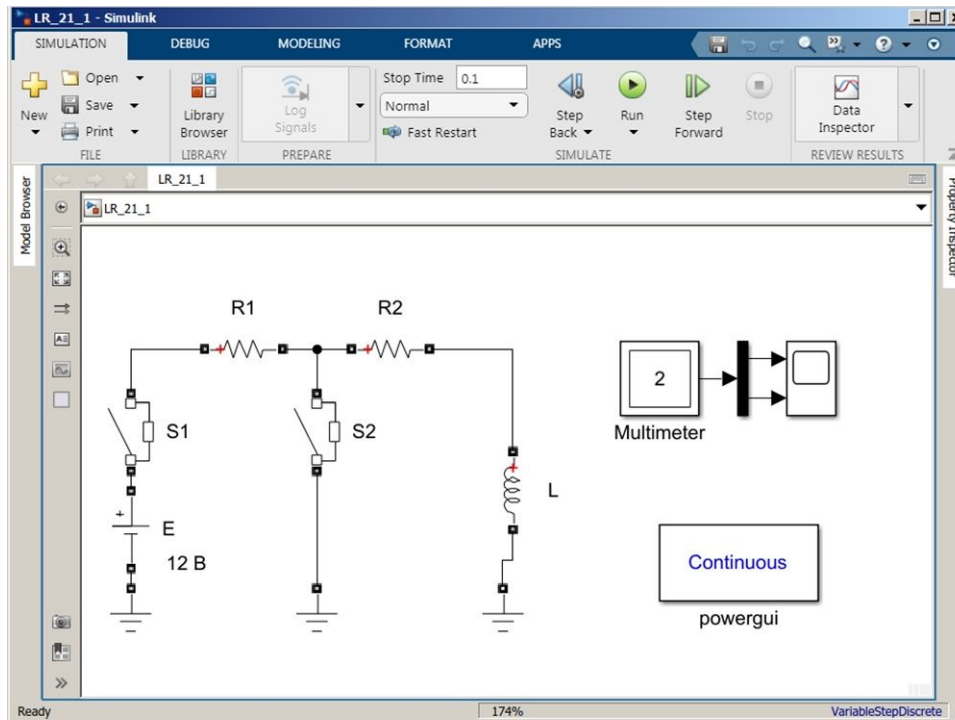 LR_21_1 - Simulink
SIMULATION DEBUG MODELING FORMAT APPS
New
Open
Save
Print
FILE
Library
Browser
LIBRARY
Log
Signals
PREPARE
Stop Time 0.1
Normal
Fast Restart
Step
Back
Run
Step
Forward
Stop
SIMULATE
Data
Inspector
REVIEW RESULTS
Model Browser
LR_21_1
Property Inspector
LR_21_1
R1 R2
S1 S2
2
Multimeter
L
E
12 В
Continuous
powergui
Ready 174% VariableStepDiscrete